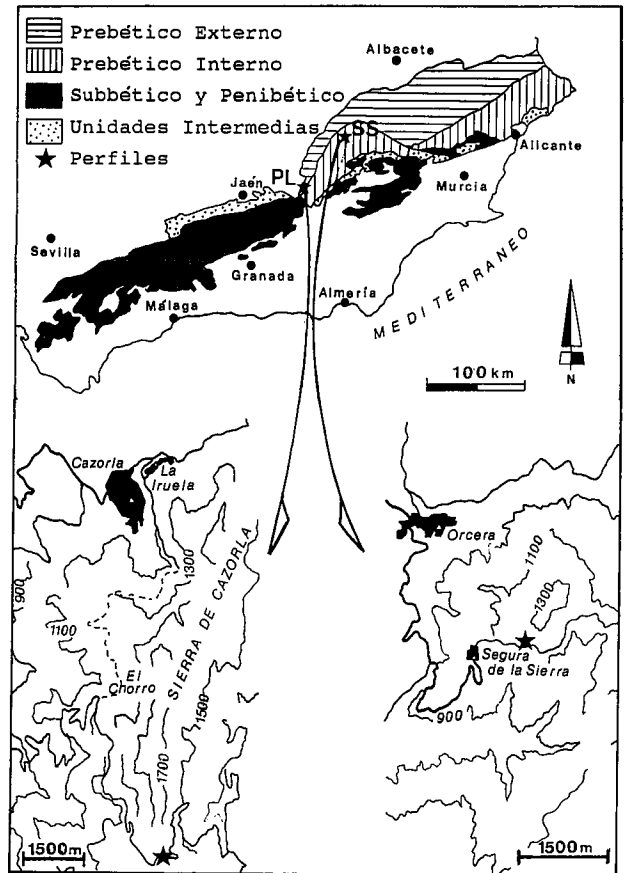 Prebético Externo
Prebético Interno
Subbético y Penibético
Unidades Intermedias
Perfiles
Albacete
SS
Alicante
PL
Jaén
Murcia
Sevilla
Granada
Almería
Málaga
MEDITERRANEO
100 km
N
Cazorla
La Iruela
1300
900
1100
SIERRA DE CAZORLA
El Chorro
1500
1700
1500m
Orcera
1100
1300
Segura de la Sierra
900
1500m